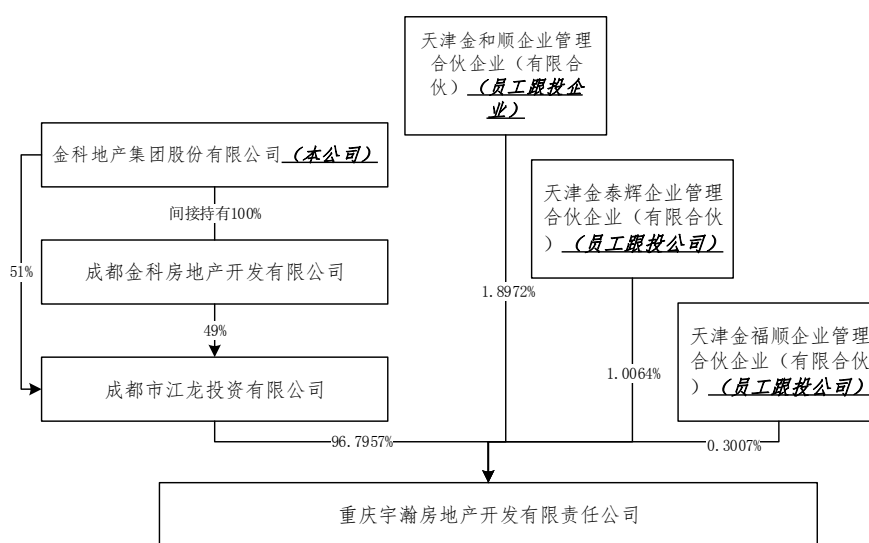 天津金和顺企业管理
合伙企业（有限合
伙）（员工跟投企
业）
金科地产集团股份有限公司（本公司）
天津金泰辉企业管理
合伙企业（有限合伙
）（员工跟投公司）
间接持有100%
51%
成都金科房地产开发有限公司
1.8972%
49%
天津金福顺企业管理
合伙企业（有限合伙
）（员工跟投公司）
1.0064%
成都市江龙投资有限公司
96.7957%
0.3007%
重庆宇瀚房地产开发有限责任公司